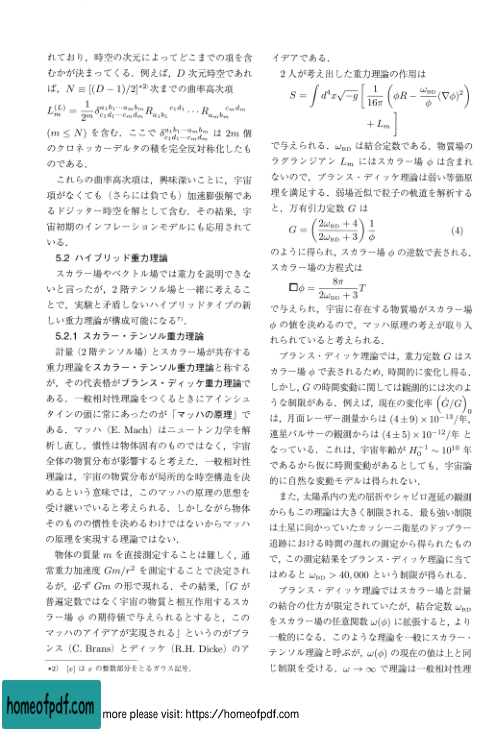 れており，時空の次元によってどこまでの項を含
むかが決まってくる．例えば，D 次元時空であれ
ば，N ≡ [(D − 1)/2]*2)次までの曲率高次項
L_m^{(L)} = \frac{1}{2^m} δ^{a_1b_1⋯a_mb_m}_{c_1d_1⋯c_md_m} R_{a_1b_1}{}^{c_1d_1} ⋯ R_{a_mb_m}{}^{c_md_m}
(m ≤ N) を含む．ここで δ^{a_1b_1⋯a_mb_m}_{c_1d_1⋯c_md_m} は 2m 個
のクロネッカーデルタの積を完全反対称化したも
のである．
これらの曲率高次項は，興味深いことに，宇宙
項がなくても（さらには負でも）加速膨張解であ
るドジッター時空を解として含む．その結果，宇
宙初期のインフレーションモデルにも応用されて
いる．
5.2 ハイブリッド重力理論
スカラー場やベクトル場では重力を説明できな
いと言ったが，2 階テンソル場と一緒に考えるこ
とで，実験と矛盾しないハイブリッドタイプの新
しい重力理論が構成可能になる7)．
5.2.1 スカラー・テンソル重力理論
計量（2 階テンソル場）とスカラー場が共存する
重力理論をスカラー・テンソル重力理論と称する
が，その代表格がブランス・ディッケ重力理論で
ある．一般相対性理論をつくるときにアインシュ
タインの頭に常にあったのが「マッハの原理」で
ある．マッハ（E. Mach）はニュートン力学を解
析し直し，慣性は物体固有のものではなく，宇宙
全体の物質分布が影響すると考えた．一般相対性
理論は，宇宙の物質分布が局所的な時空構造を決
めるという意味では，このマッハの原理の思想を
受け継いでいると考えられる．しかしながら物体
そのものの慣性を決めるわけではないからマッハ
の原理を実現する理論ではない．
物体の質量 m を直接測定することは難しく，通
常重力加速度 Gm/r² を測定することで決定され
るが，必ず Gm の形で現れる．その結果，「G が
普遍定数ではなく宇宙の物質と相互作用するスカ
ラー場 ϕ の期待値で与えられるとすると，この
マッハのアイデアが実現される」というのがブラ
ンス（C. Brans）とディッケ（R.H. Dicke）のア
*2) [x] は x の整数部分をとるガウス記号．
イデアである．
2 人が考え出した重力理論の作用は
S = ∫ d⁴x√−g [ \frac{1}{16π} ( ϕR − \frac{ω_{BD}}{ϕ} (∇ϕ)² )
+ L_m ]
で与えられる．ω_{BD} は結合定数である．物質場の
ラグランジアン L_m にはスカラー場 ϕ は含まれ
ないので，ブランス・ディッケ理論は弱い等価原
理を満足する．弱場近似で粒子の軌道を解析する
と，万有引力定数 G は
G = ( \frac{2ω_{BD} + 4}{2ω_{BD} + 3} ) \frac{1}{ϕ} (4)
のように得られ，スカラー場 ϕ の逆数で表される．
スカラー場の方程式は
□ϕ = \frac{8π}{2ω_{BD} + 3} T
で与えられ，宇宙に存在する物質場がスカラー場
ϕ の値を決めるので，マッハ原理の考えが取り入
れられていると考えられる．
ブランス・ディッケ理論では，重力定数 G はス
カラー場 ϕ で表されるため，時間的に変化し得る．
しかし，G の時間変動に関しては観測的には次のよ
うな制限がある．例えば，現在の変化率 (Ġ/G)₀
は，月面レーザー測量からは (4±9) × 10⁻¹³/年，
連星パルサーの観測からは (4±5) × 10⁻¹²/年 と
なっている．これは，宇宙年齢が H₀⁻¹ ∼ 10¹⁰ 年
であるから仮に時間変動があるとしても，宇宙論
的に自然な変動モデルは得られない．
また，太陽系内の光の屈折やシャピロ遅延の観測
からもこの理論は大きく制限される．最も強い制限
は土星に向かっていたカッシーニ衛星のドップラー
追跡における時間の遅れの測定から得られたもの
で，この測定結果をブランス・ディッケ理論に当て
はめると ω_{BD} > 40,000 という制限が得られる．
ブランス・ディッケ理論ではスカラー場と計量
の結合の仕方が限定されていたが，結合定数 ω_{BD}
をスカラー場の任意関数 ω(ϕ) に拡張すると，より
一般的になる．このような理論を一般にスカラー・
テンソル理論と呼ぶが，ω(ϕ) の現在の値は上と同
じ制限を受ける．ω → ∞ で理論は一般相対性理
homeofpdf.com
more please visit: https://homeofpdf.com